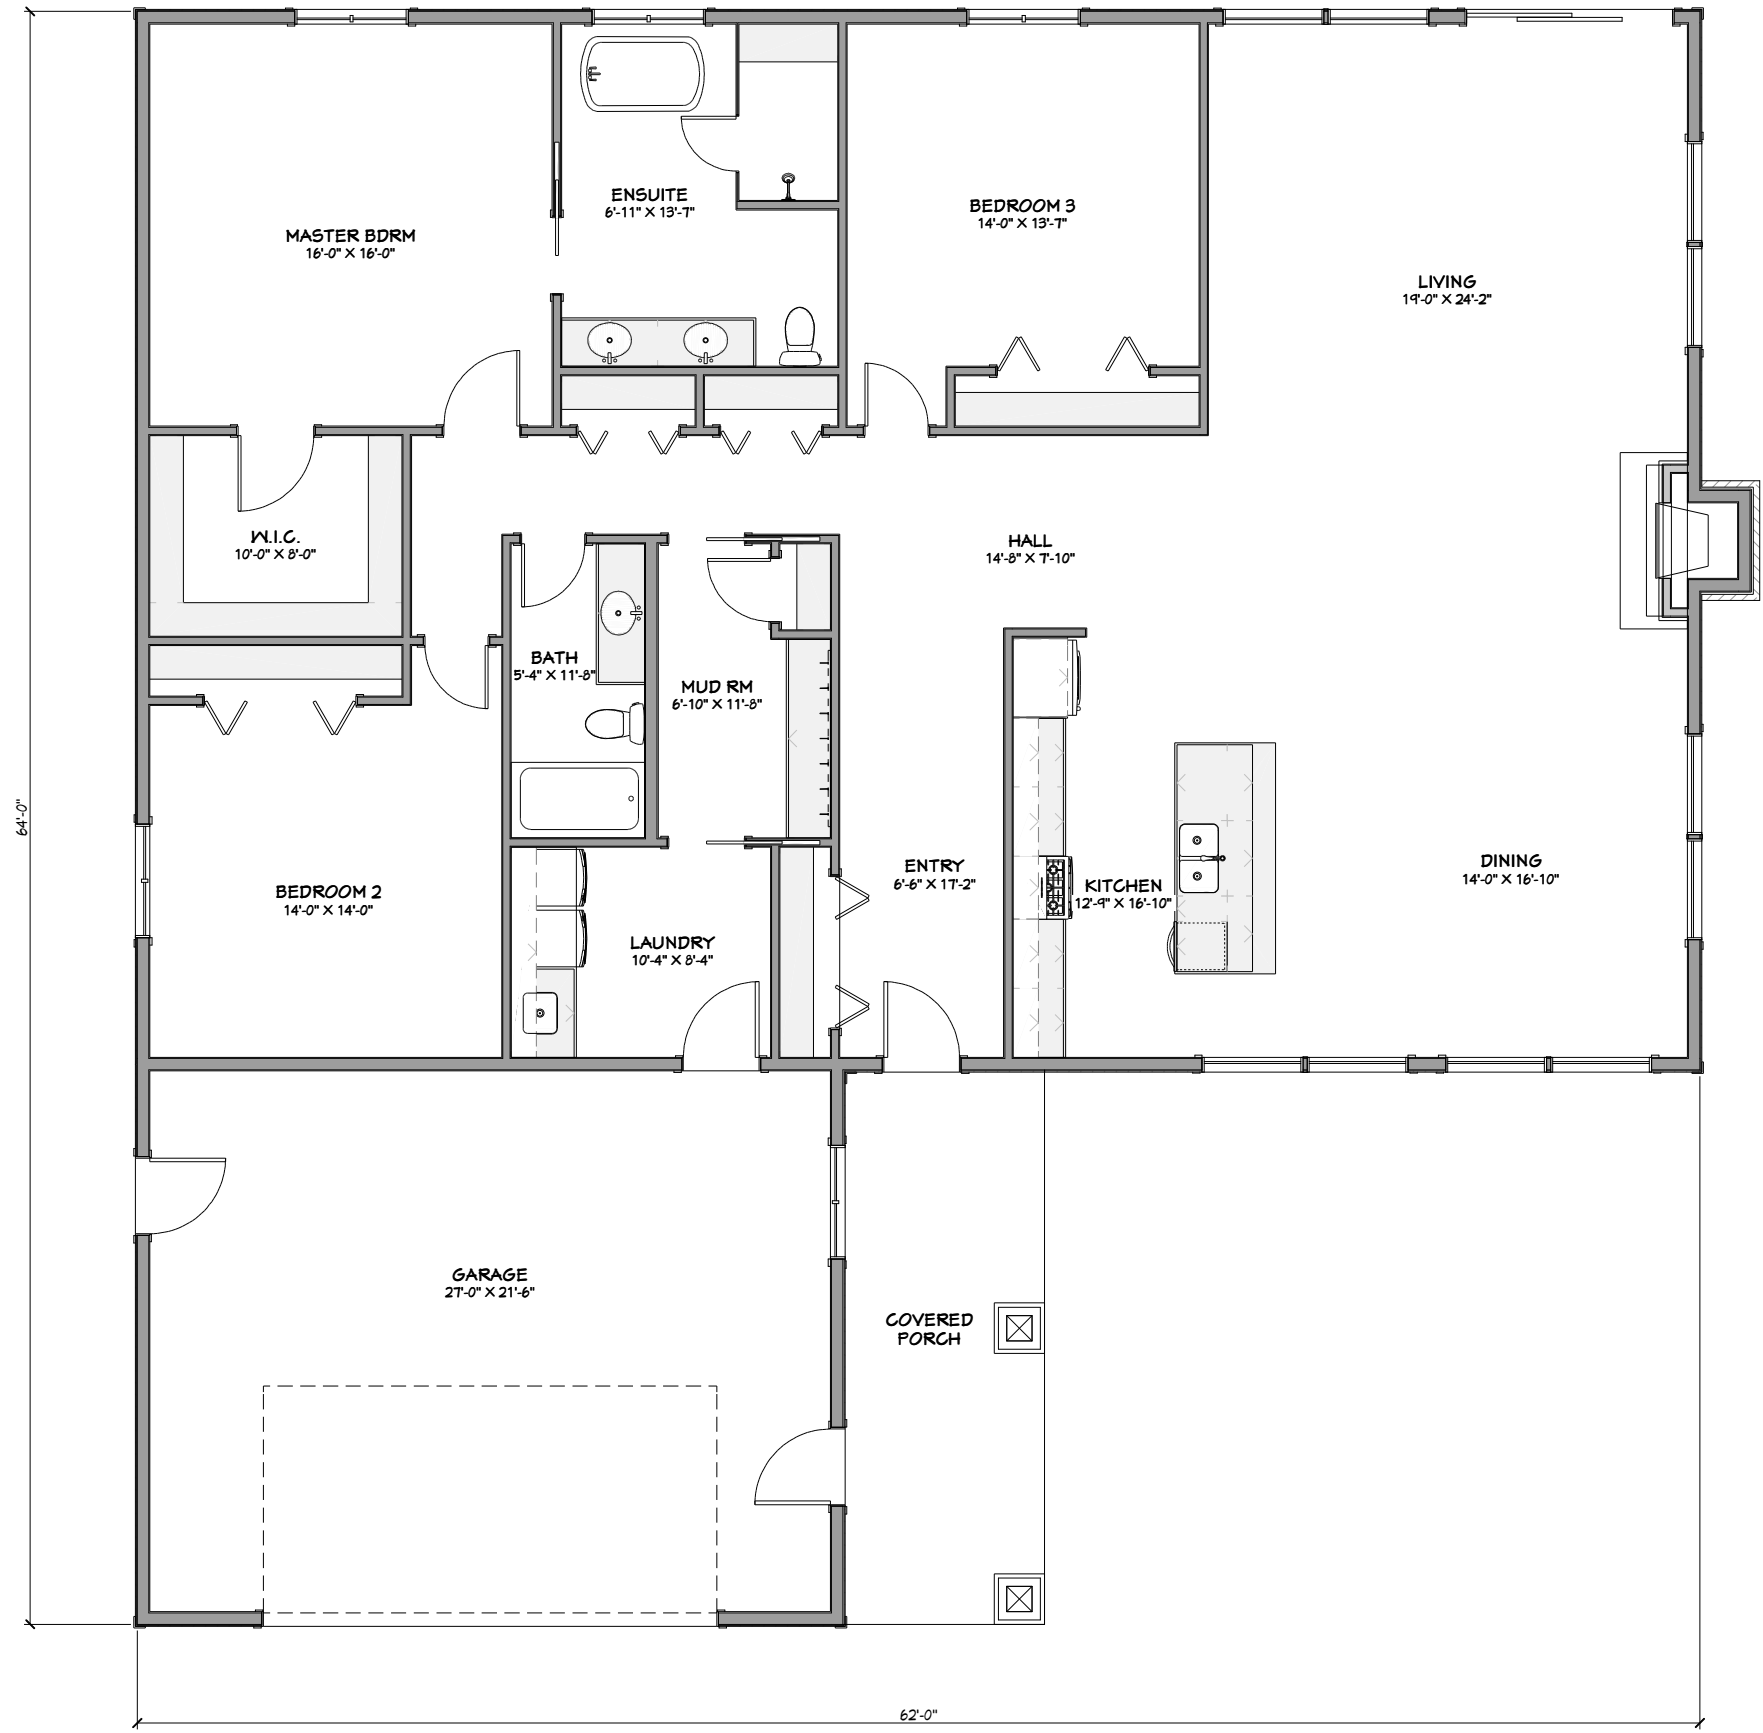 ENSUITE
6'-11" X 13'-7"
BEDROOM 3
14'-0" X 13'-7"
MASTER BDRM
16'-0" X 16'-0"
LIVING
19'-0" X 24'-2"
W.I.C.
10'-0" X 8'-0"
HALL
14'-8" X 7'-10"
BATH
5'-4" X 11'-8"
MUD RM
6'-10" X 11'-8"
64'-0"
BEDROOM 2
14'-0" X 14'-0"
ENTRY
6'-6" X 17'-2"
KITCHEN
12'-9" X 16'-10"
DINING
14'-0" X 16'-10"
LAUNDRY
10'-4" X 8'-4"
GARAGE
27'-0" X 21'-6"
COVERED
PORCH
62'-0"